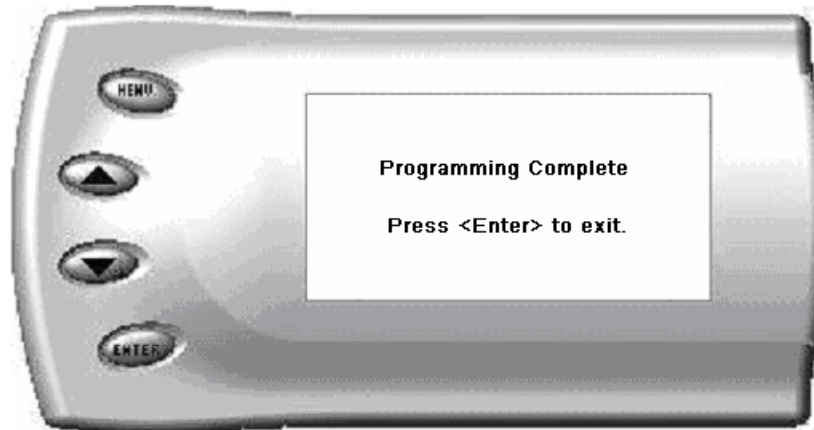 MENU
Programming Complete
Press <Enter> to exit.
ENTER